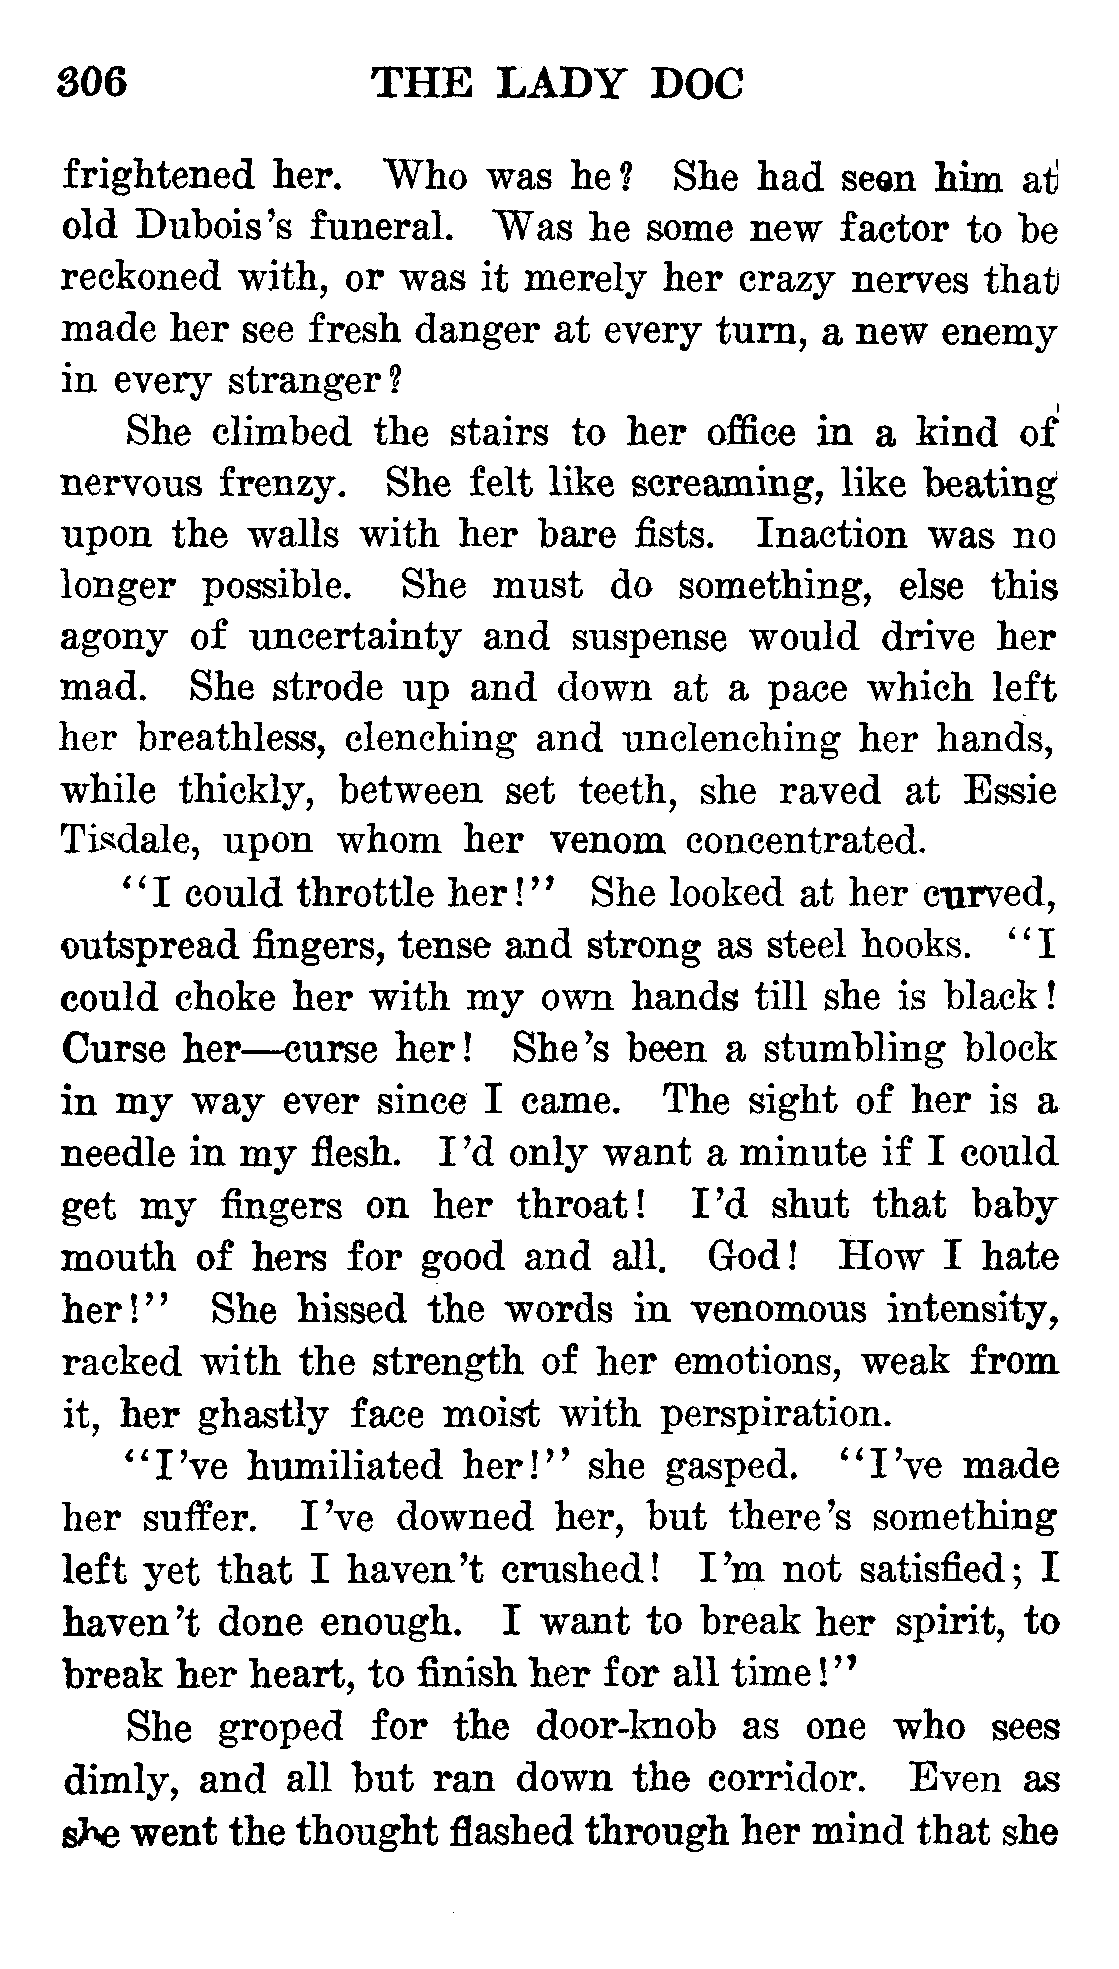 306 THE LADY DOC
frightened her. Who was he? She had seen him at
old Dubois's funeral. Was he some new factor to be
reckoned with, or was it merely her crazy nerves that
made her see fresh danger at every turn, a new enemy
in every stranger?
She climbed the stairs to her office in a kind of
nervous frenzy. She felt like screaming, like beating
upon the walls with her bare fists. Inaction was no
longer possible. She must do something, else this
agony of uncertainty and suspense would drive her
mad. She strode up and down at a pace which left
her breathless, clenching and unclenching her hands,
while thickly, between set teeth, she raved at Essie
Tisdale, upon whom her venom concentrated.
"I could throttle her!" She looked at her curved,
outspread fingers, tense and strong as steel hooks. "I
could choke her with my own hands till she is black!
Curse her—curse her! She's been a stumbling block
in my way ever since I came. The sight of her is a
needle in my flesh. I'd only want a minute if I could
get my fingers on her throat! I'd shut that baby
mouth of hers for good and all. God! How I hate
her!" She hissed the words in venomous intensity,
racked with the strength of her emotions, weak from
it, her ghastly face moist with perspiration.
"I've humiliated her!" she gasped. "I've made
her suffer. I've downed her, but there's something
left yet that I haven't crushed! I'm not satisfied; I
haven't done enough. I want to break her spirit, to
break her heart, to finish her for all time!"
She groped for the door-knob as one who sees
dimly, and all but ran down the corridor. Even as
she went the thought flashed through her mind that she